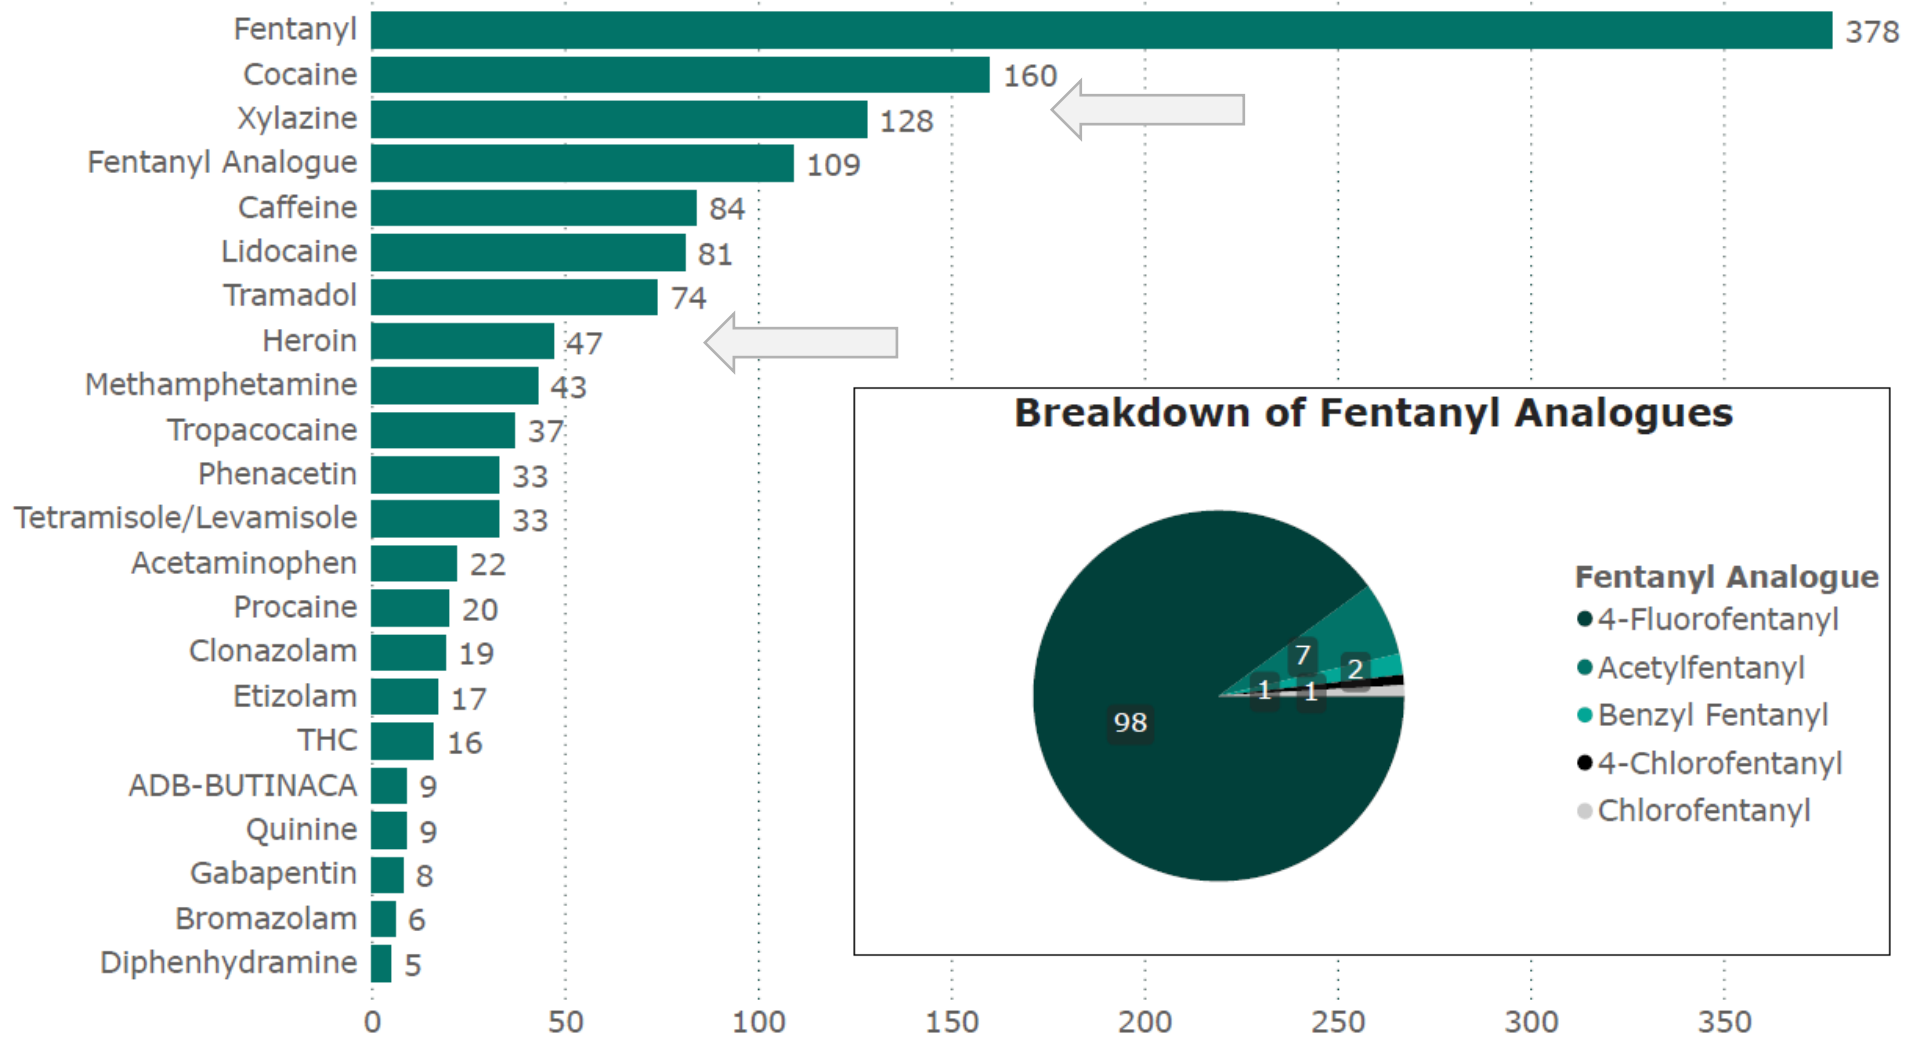 Fentanyl 378
Cocaine 160
Xylazine 128
Fentanyl Analogue 109
Caffeine 84
Lidocaine 81
Tramadol 74
Heroin 47
Methamphetamine 43
Tropacocaine 37
Phenacetin 33
Tetramisole/Levamisole 33
Acetaminophen 22
Procaine 20
Clonazolam 19
Etizolam 17
THC 16
ADB-BUTINACA 9
Quinine 9
Gabapentin 8
Bromazolam 6
Diphenhydramine 5
0 50 100 150 200 250 300 350
Breakdown of Fentanyl Analogues
7
2
1 1
98
Fentanyl Analogue
4-Fluorofentanyl
Acetylfentanyl
Benzyl Fentanyl
4-Chlorofentanyl
Chlorofentanyl